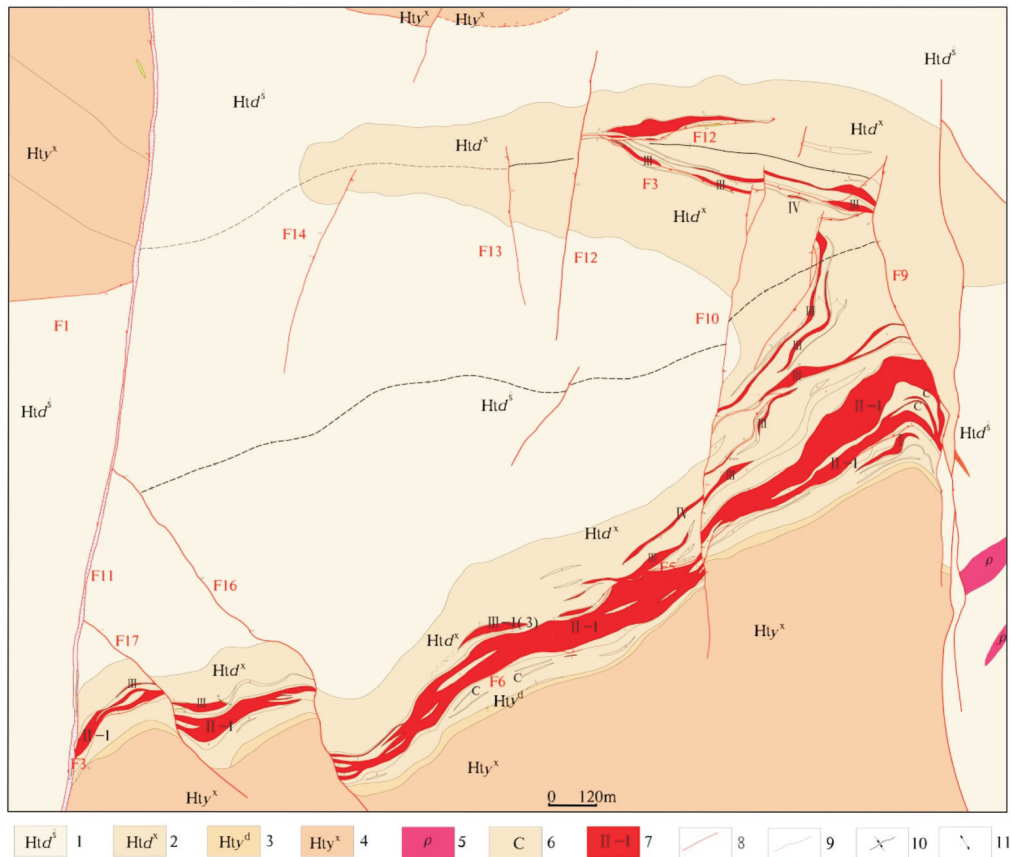 Htyˣ Htyˣ
Htdˢ
Htdˢ
Htdˣ
Htdˣ
F12
Htyˣ
Ⅲ
F3
Ⅲ
Ⅳ
Ⅲ
Htdˣ
F14
F13
F12
F9
F1
F10
Ⅲ
Ⅲ
Ⅲ
Htdˢ
Htdˢ
Ⅱ-1
C
C
Ⅲ
Htdˢ
Ⅱ-1
Ⅲ
Ⅳ
Htdˣ
Ⅲ
F5
ρ
F11
F16
Ⅲ-1(3)
Ⅱ-1
F17
Htdˣ
Htyˣ
ρ
Htdˣ
F6
C
C
Htyᵈ
Ⅲ
Ⅲ
Ⅱ-1
Ⅱ-1
F3
Htyˣ
Htyˣ
0 120m
Htdˢ 1 Htdˣ 2 Htyᵈ 3 Htyˣ 4 ρ 5 C 6 Ⅱ-1 7 8 9 10 11